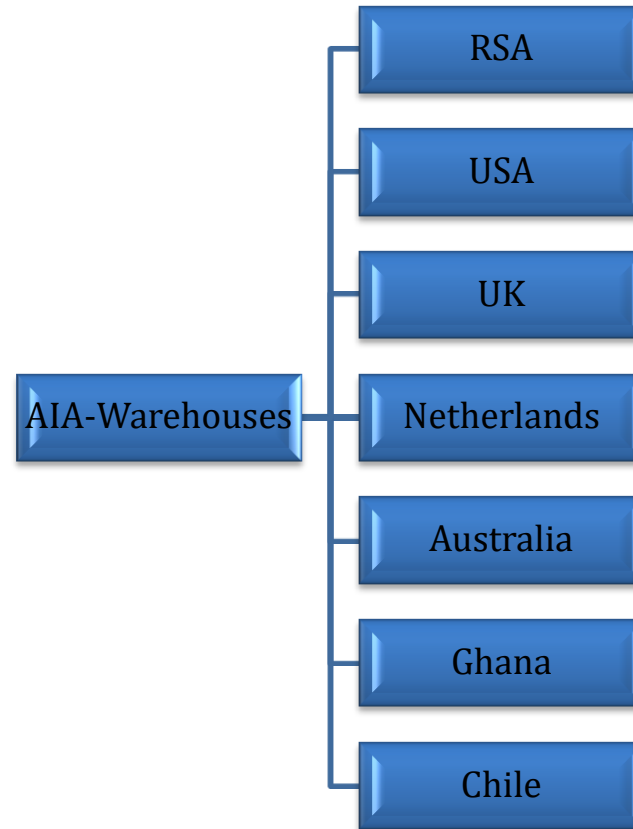 RSA
USA
UK
AIA-Warehouses
Netherlands
Australia
Ghana
Chile